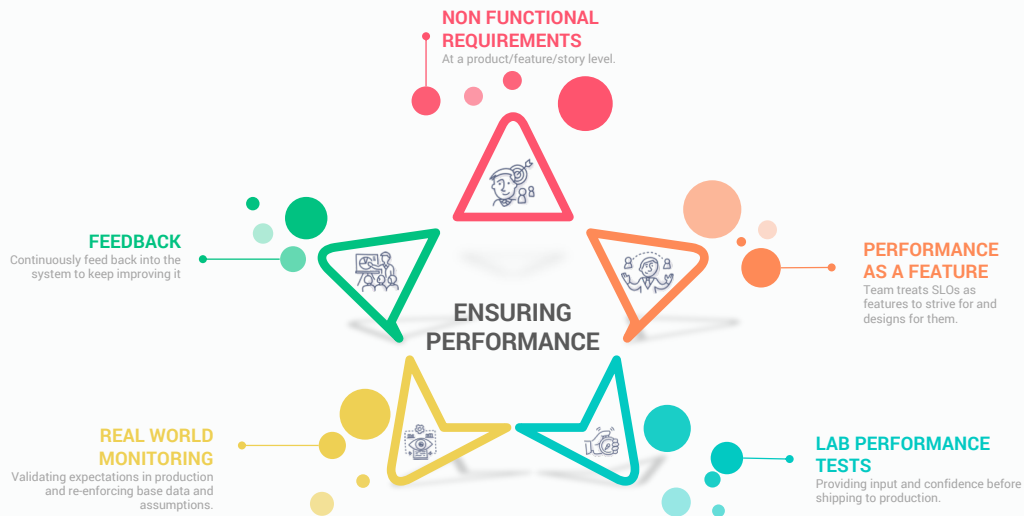 NON FUNCTIONAL
REQUIREMENTS
At a product/feature/story level.
PERFORMANCE
AS A FEATURE
Team treats SLOs as
features to strive for and
designs for them.
LAB PERFORMANCE
TESTS
Providing input and confidence before
shipping to production.
REAL WORLD
MONITORING
Validating expectations in production
and re-enforcing base data and
assumptions.
FEEDBACK
Continuously feed back into the
system to keep improving it
ENSURING
PERFORMANCE